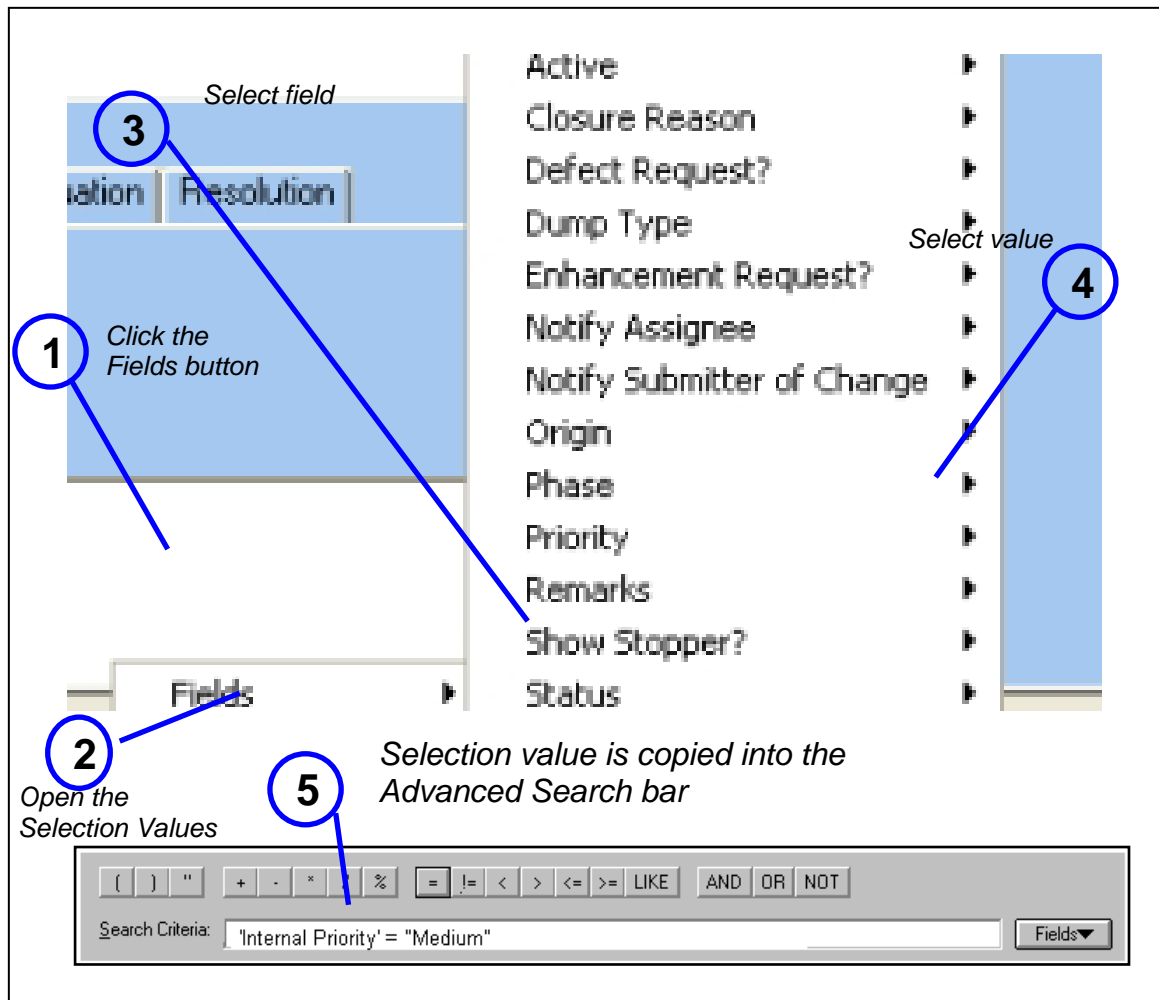 Select field
3
uation Resolution
Active
Closure Reason
Defect Request?
Dump Type
Enhancement Request?
Notify Assignee
Notify Submitter of Change
Origin
Phase
Priority
Remarks
Show Stopper?
Status
Select value
4
1
Click the
Fields button
Fields
2
Open the
Selection Values
5
Selection value is copied into the
Advanced Search bar
( ) " + - * % = != < > <= >= LIKE AND OR NOT
Search Criteria: 'Internal Priority' = "Medium" Fields